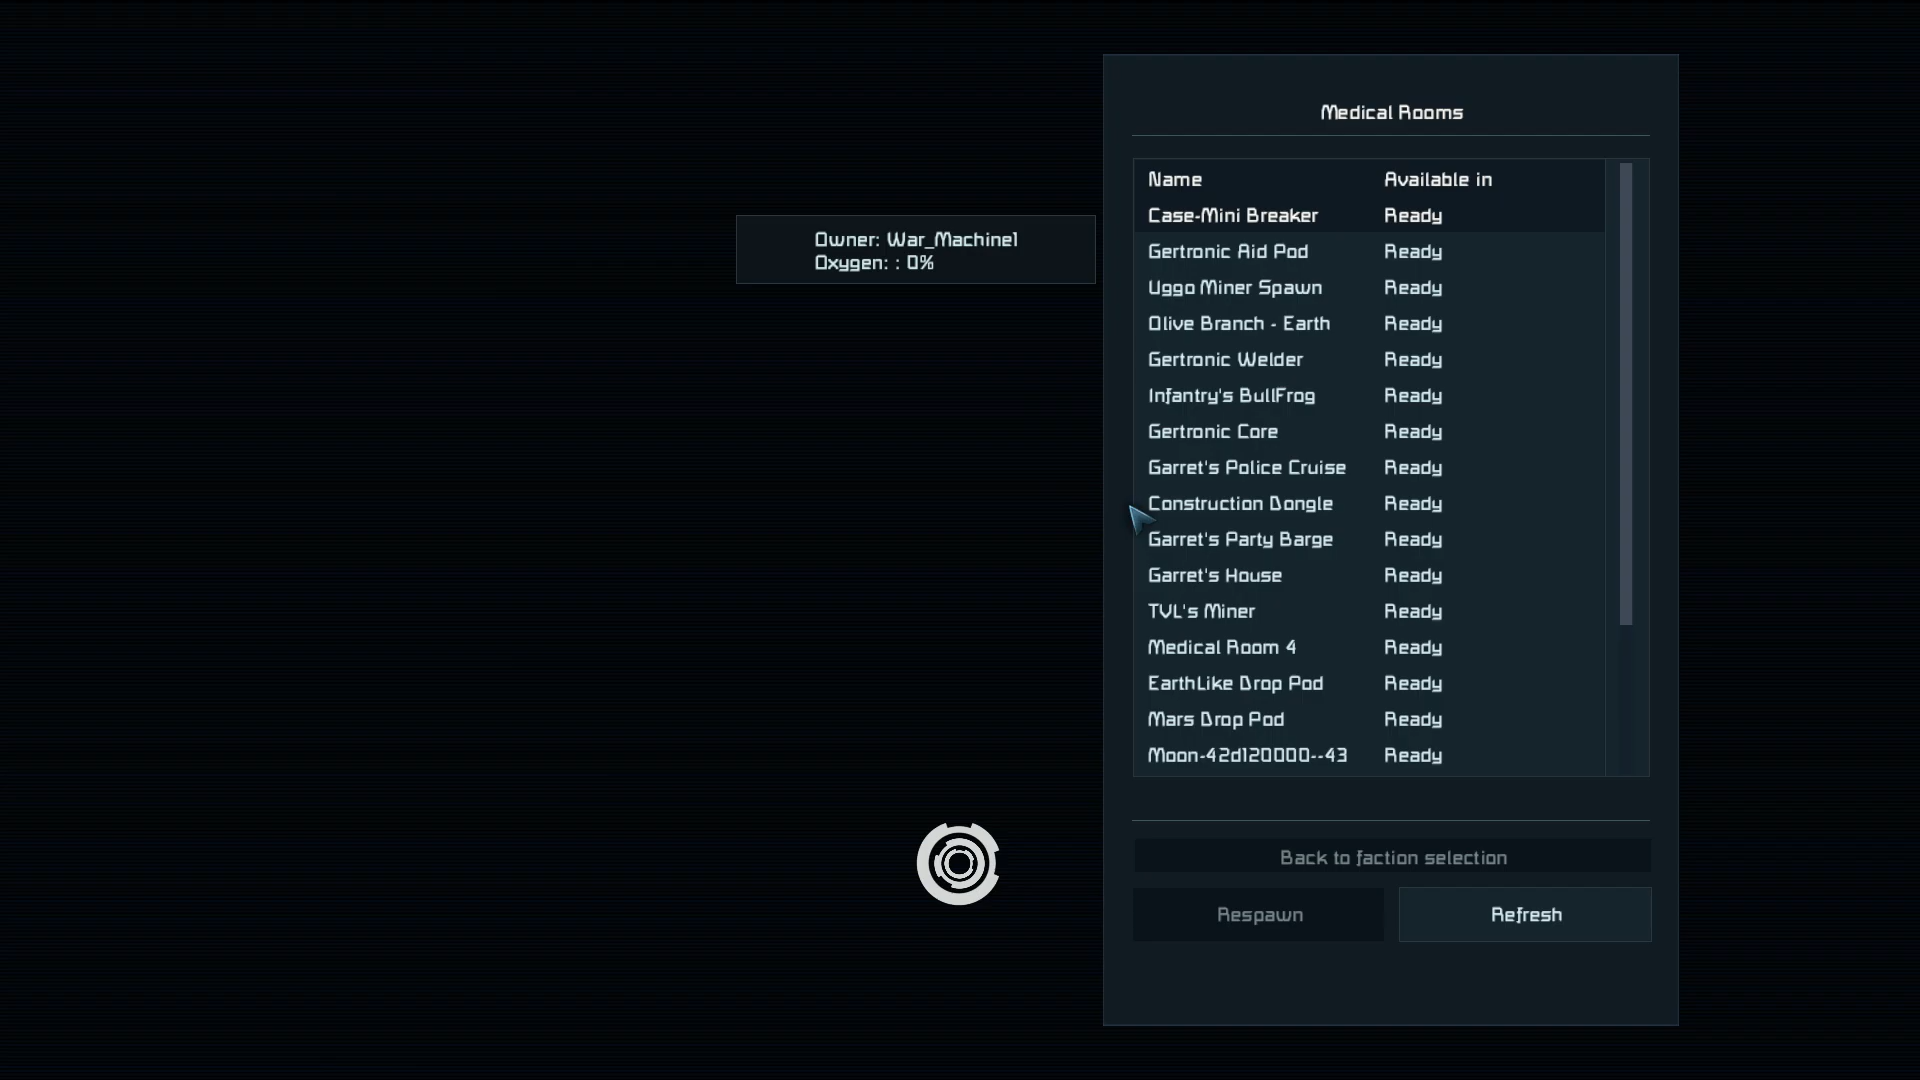 Medical Rooms
Name Available in
Case-Mini Breaker Ready
Owner: War_Machine1
Oxygen: : 0%
Gertronic Aid Pod Ready
Uggo Miner Spawn Ready
Olive Branch - Earth Ready
Gertronic Welder Ready
Infantry's BullFrog Ready
Gertronic Core Ready
Garret's Police Cruise Ready
Construction Dongle Ready
Garret's Party Barge Ready
Garret's House Ready
TVL's Miner Ready
Medical Room 4 Ready
EarthLike Drop Pod Ready
Mars Drop Pod Ready
Moon-42d120000--43 Ready
Back to faction selection
Respawn Refresh